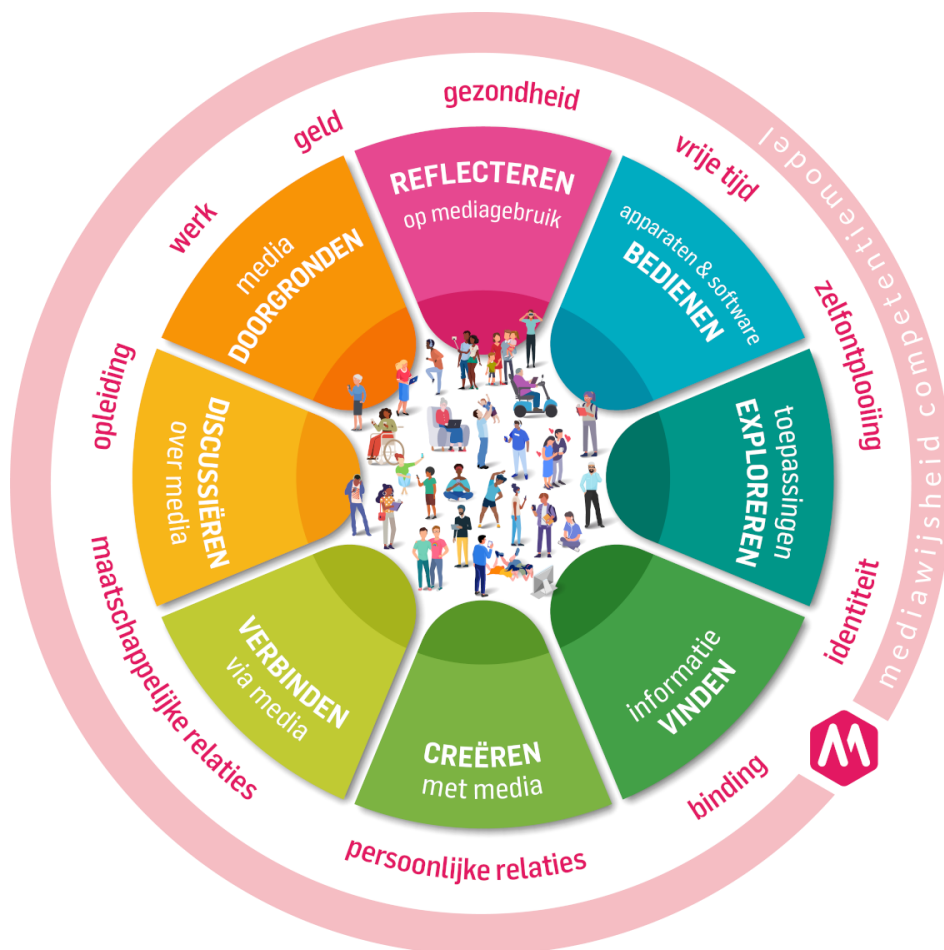 gezondheid
vrije tijd
zelfontplooiing
identiteit
binding
persoonlijke relaties
maatschappelijke relaties
opleiding
werk
geld
mediawijsheid competentiemodel
REFLECTEREN
op mediagebruik
apparaten & software
BEDIENEN
toepassingen
EXPLOREREN
informatie
VINDEN
CREËREN
met media
VERBINDEN
via media
DISCUSSIËREN
over media
media
DOORGRONDEN